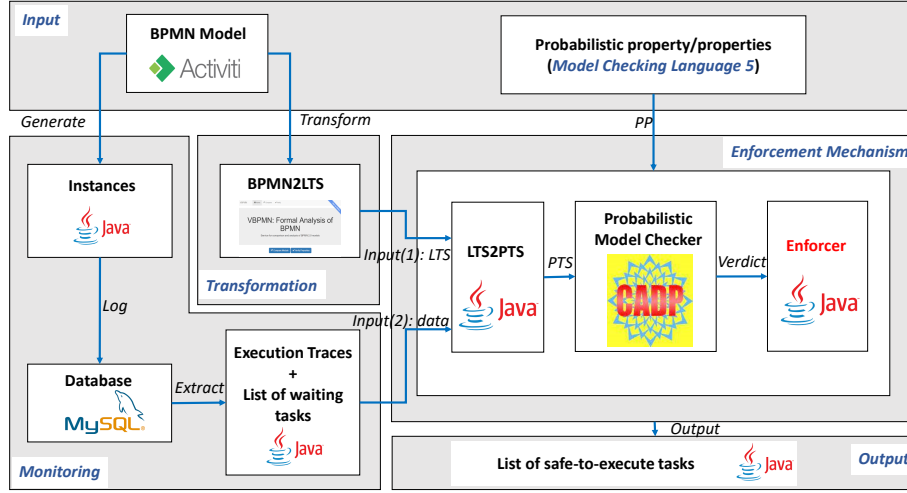 Input
BPMN Model
Activiti
Probabilistic property/properties
(Model Checking Language 5)
Generate
Transform
PP
Enforcement Mechanism
Instances
Java
BPMN2LTS
VBPMN: Formal Analysis of
BPMN
Transformation
Input(1): LTS
LTS2PTS
Java
PTS
Probabilistic
Model Checker
CADP
Verdict
Enforcer
Java
Log
Input(2): data
Database
MySQL
Extract
Execution Traces
+
List of waiting
tasks
Java
Monitoring
Output
List of safe-to-execute tasks
Java
Output